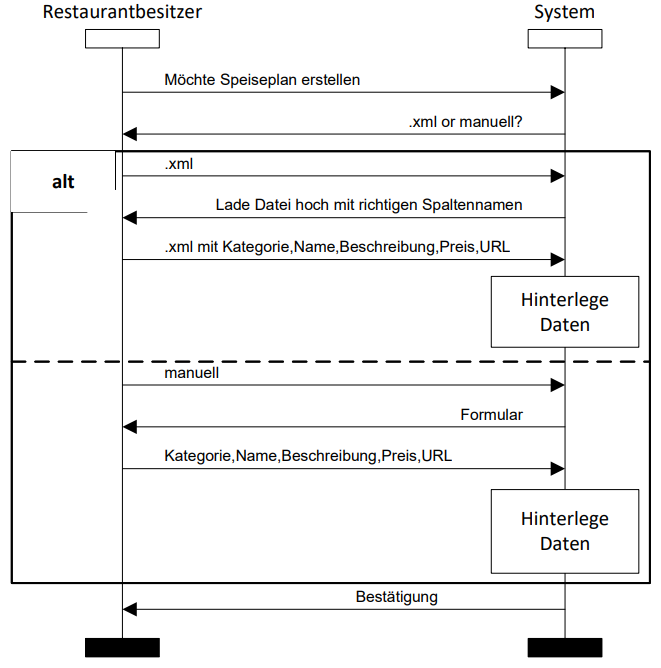 Restaurantbesitzer
System
Möchte Speiseplan erstellen
.xml or manuell?
alt
.xml
Lade Datei hoch mit richtigen Spaltennamen
.xml mit Kategorie,Name,Beschreibung,Preis,URL
Hinterlege
Daten
manuell
Formular
Kategorie,Name,Beschreibung,Preis,URL
Hinterlege
Daten
Bestätigung